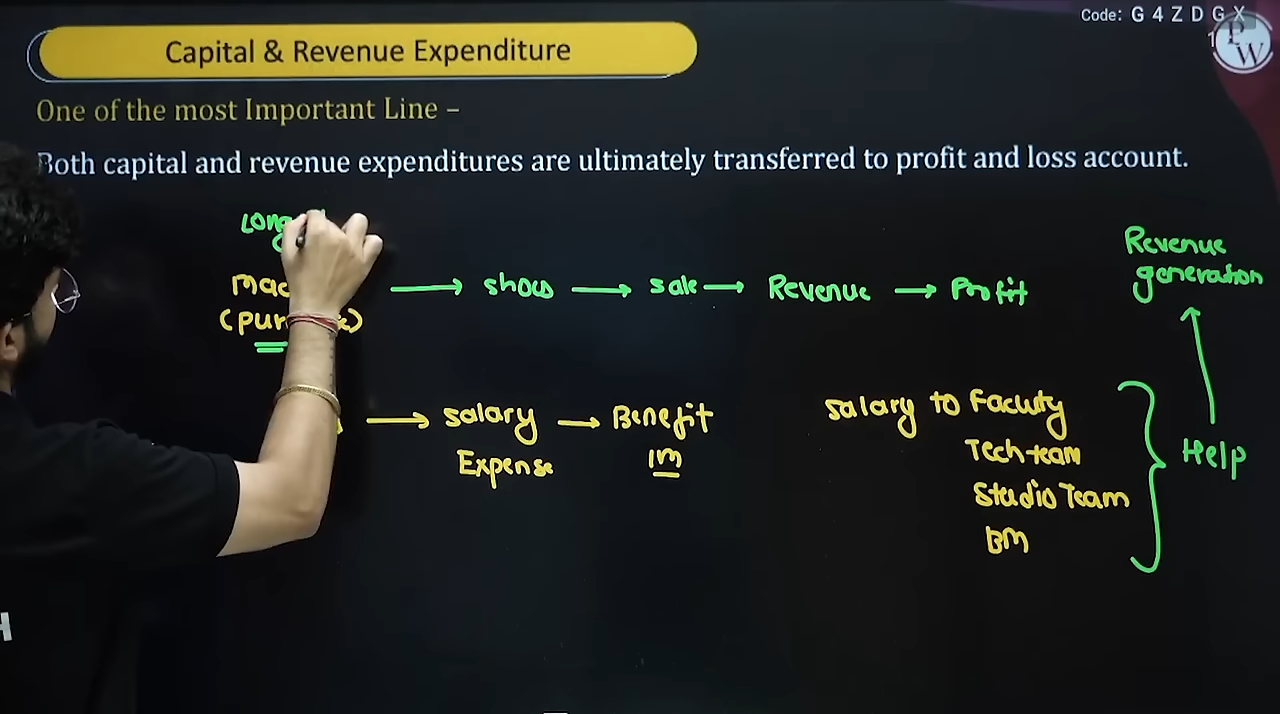 Code: G 4 Z D G X
PW
Capital & Revenue Expenditure
One of the most Important Line –
Both capital and revenue expenditures are ultimately transferred to profit and loss account.
Long
shoes → sale → Revenue → Profit
Revenue generation
→ Salary Expense → Benefit 1M
Salary to Faculty
Tech-team
Studio Team
BM
Help